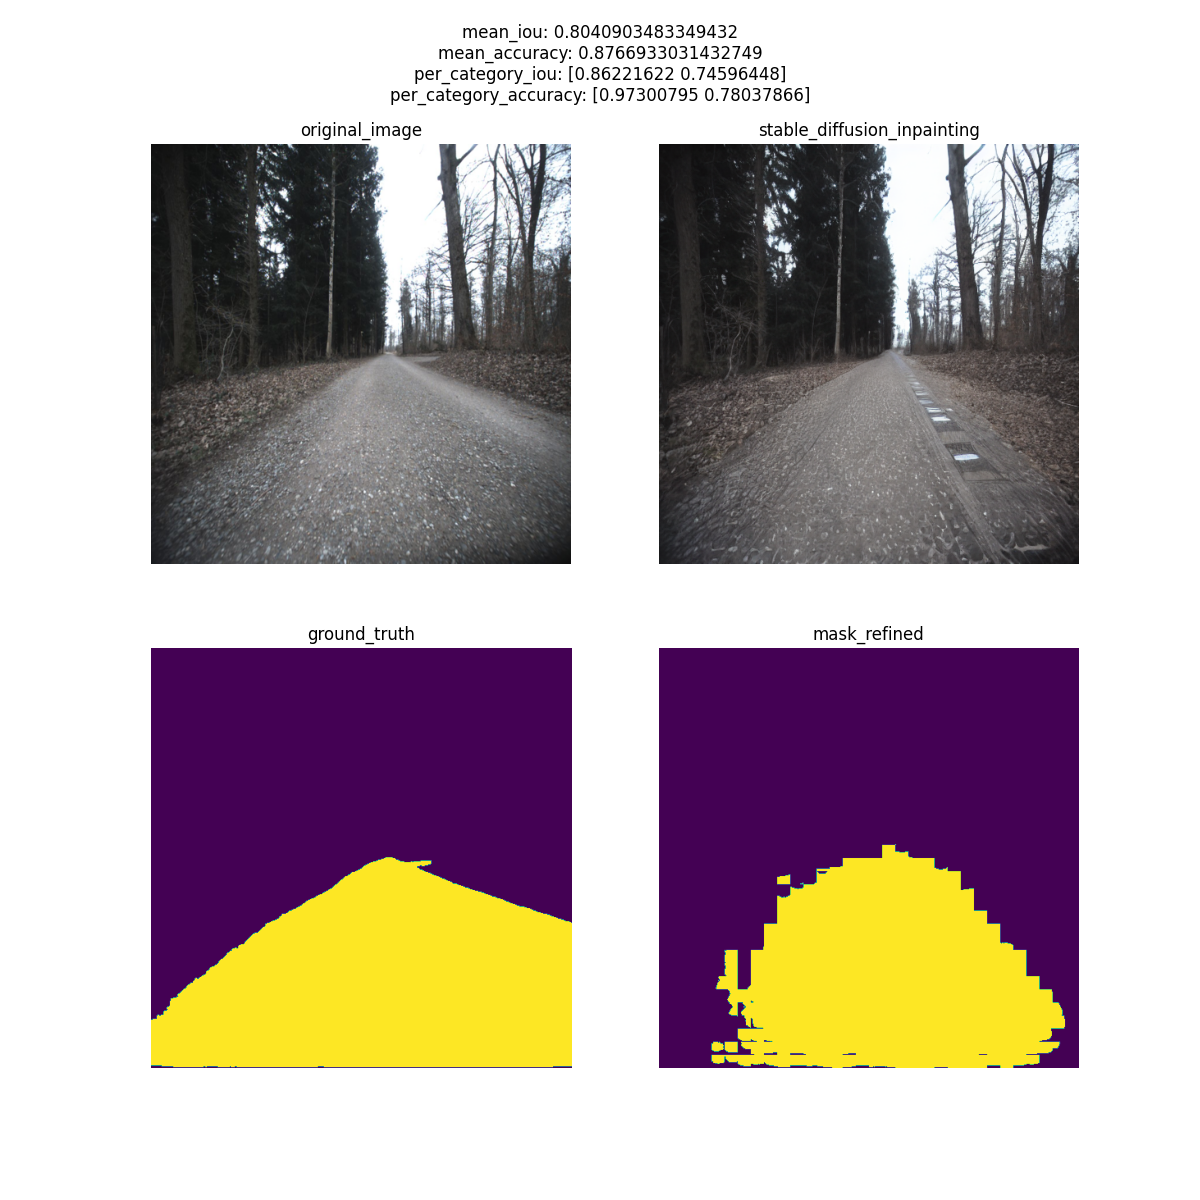 mean_iou: 0.8040903483349432
mean_accuracy: 0.8766933031432749
per_category_iou: [0.86221622 0.74596448]
per_category_accuracy: [0.97300795 0.78037866]
original_image
stable_diffusion_inpainting
ground_truth
mask_refined